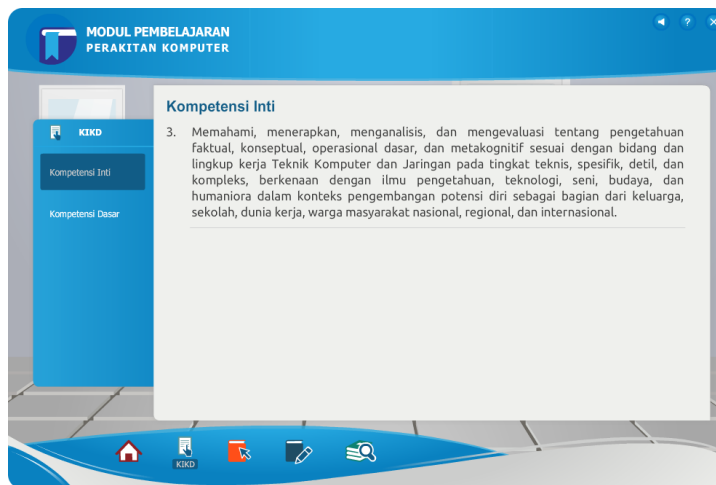 MODUL PEMBELAJARAN
PERAKITAN KOMPUTER
?
KIKD
Kompetensi Inti
Kompetensi Dasar
Kompetensi Inti
3. Memahami, menerapkan, menganalisis, dan mengevaluasi tentang pengetahuan
faktual, konseptual, operasional dasar, dan metakognitif sesuai dengan bidang dan
lingkup kerja Teknik Komputer dan Jaringan pada tingkat teknis, spesifik, detil, dan
kompleks, berkenaan dengan ilmu pengetahuan, teknologi, seni, budaya, dan
humaniora dalam konteks pengembangan potensi diri sebagai bagian dari keluarga,
sekolah, dunia kerja, warga masyarakat nasional, regional, dan internasional.
KIKD